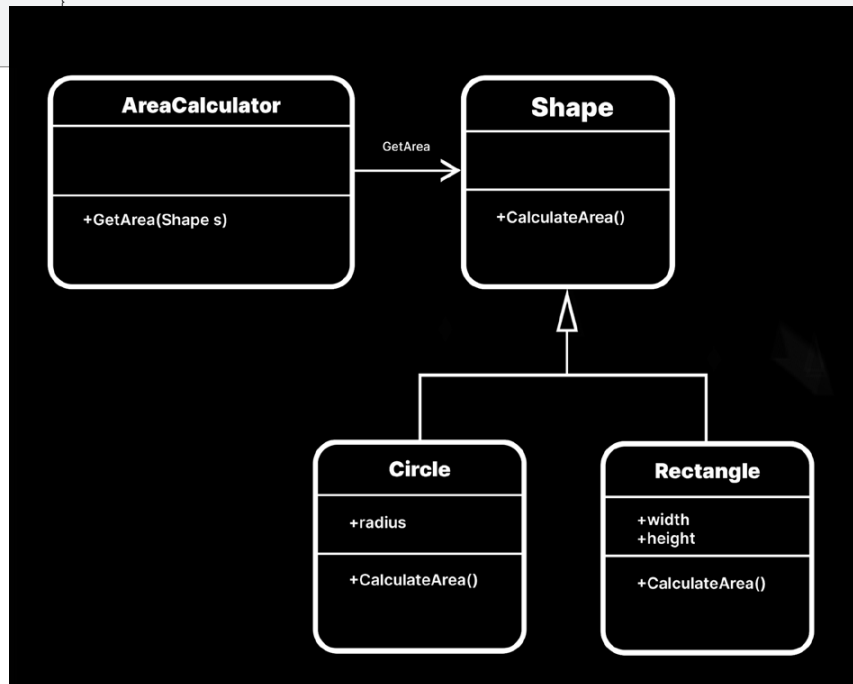 }
AreaCalculator
+GetArea(Shape s)
GetArea
Shape
+CalculateArea()
Circle
+radius
+CalculateArea()
Rectangle
+width
+height
+CalculateArea()